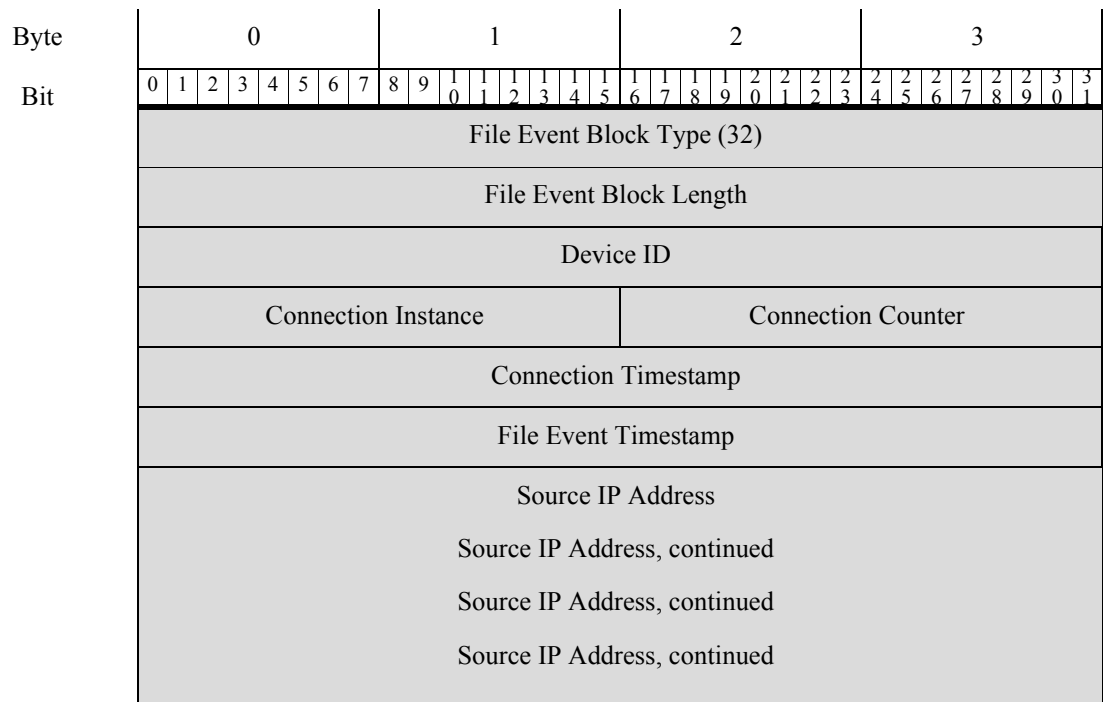 Byte 0 1 2 3
Bit 0 1 2 3 4 5 6 7 8 9 10 11 12 13 14 15 16 17 18 19 20 21 22 23 24 25 26 27 28 29 30 31
File Event Block Type (32)
File Event Block Length
Device ID
Connection Instance Connection Counter
Connection Timestamp
File Event Timestamp
Source IP Address
Source IP Address, continued
Source IP Address, continued
Source IP Address, continued